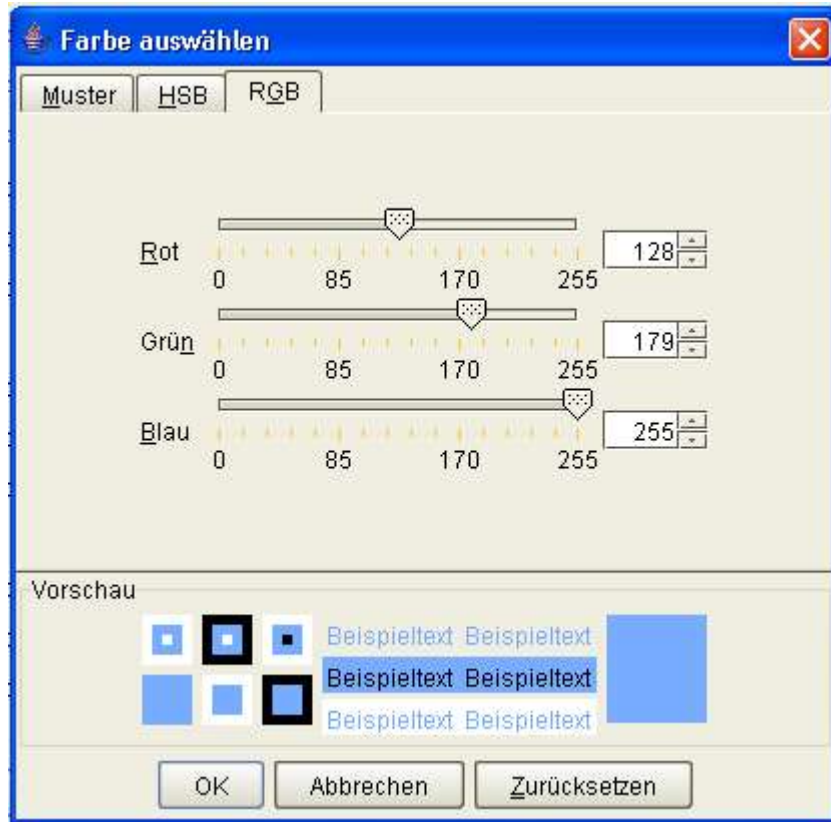 Farbe auswählen
Muster HSB RGB
Rot 128
0 85 170 255
Grün 179
0 85 170 255
Blau 255
0 85 170 255
Vorschau
Beispieltext Beispieltext
Beispieltext Beispieltext
Beispieltext Beispieltext
OK Abbrechen Zurücksetzen